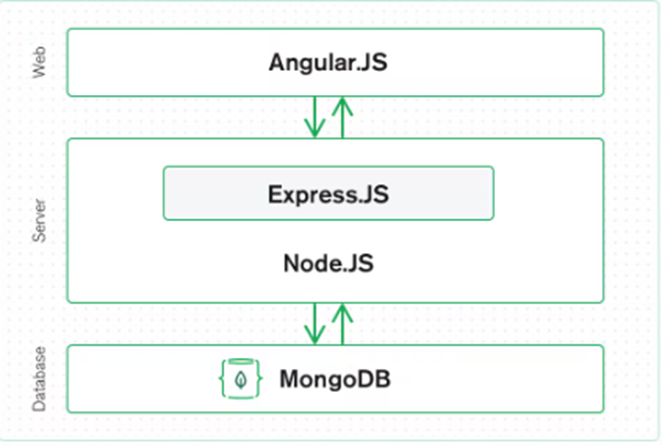 Web
Angular.JS
Server
Express.JS
Node.JS
Database
MongoDB